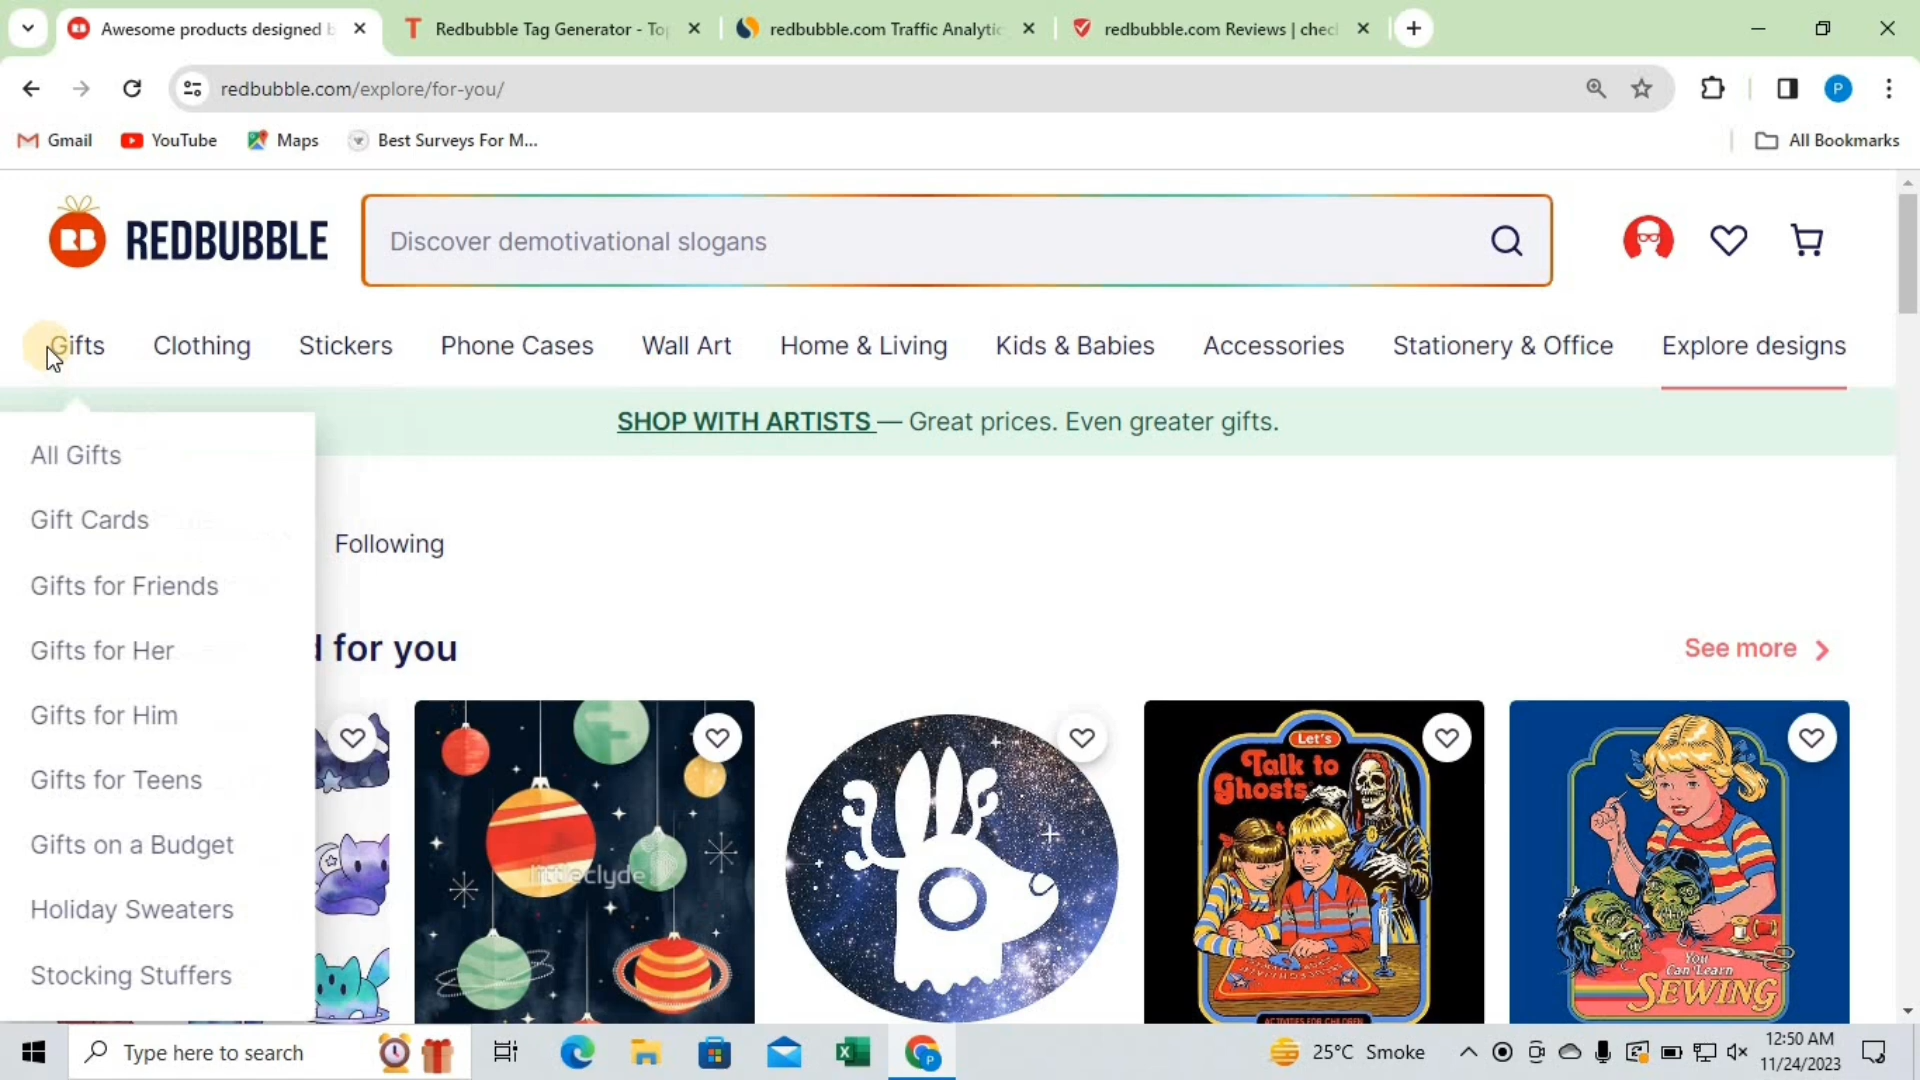 Awesome products designed b
Redbubble Tag Generator - To
redbubble.com Traffic Analytic
redbubble.com Reviews | chec
redbubble.com/explore/for-you/
P
Gmail
YouTube
Maps
Best Surveys For M...
All Bookmarks
RB REDBUBBLE
Discover demotivational slogans
Gifts
Clothing
Stickers
Phone Cases
Wall Art
Home & Living
Kids & Babies
Accessories
Stationery & Office
Explore designs
SHOP WITH ARTISTS — Great prices. Even greater gifts.
All Gifts
Gift Cards
Gifts for Friends
Gifts for Her
Gifts for Him
Gifts for Teens
Gifts on a Budget
Holiday Sweaters
Stocking Stuffers
Following
d for you
See more
littleclyde
Let's
Talk to
Ghosts
ACTIVITIES FOR CHILDREN
You
Can Learn
SEWING
Type here to search
25°C Smoke
12:50 AM
11/24/2023